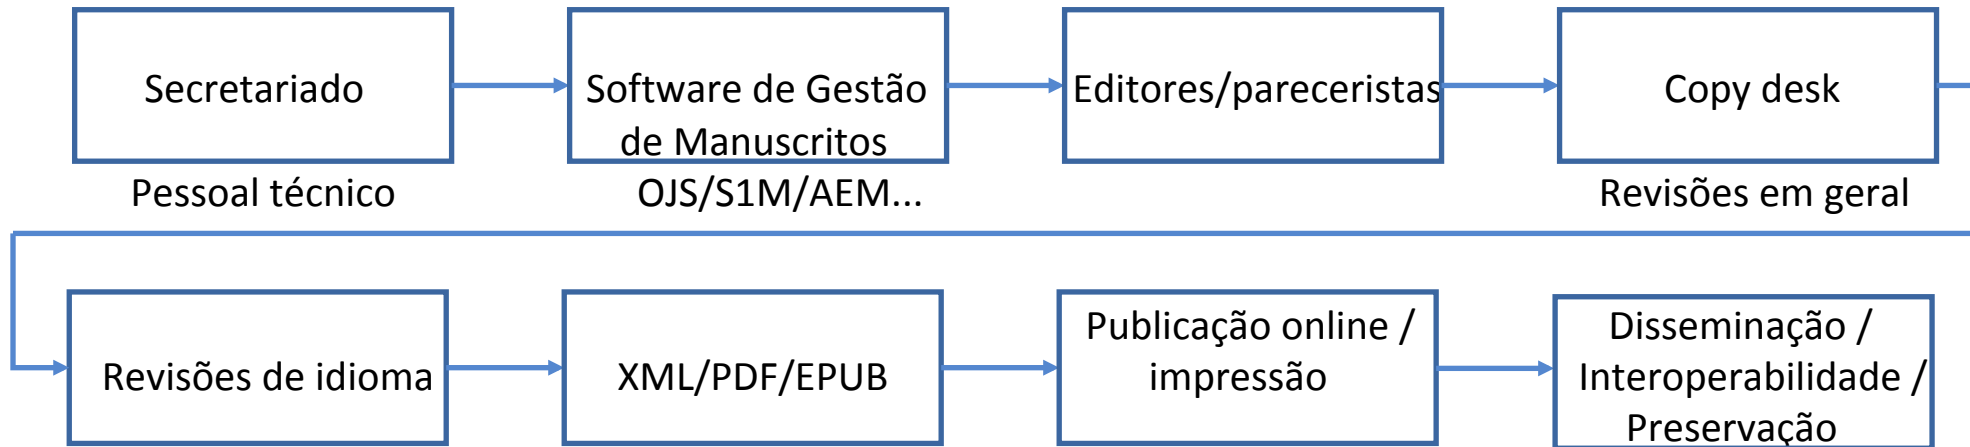 Secretariado
Software de Gestão
de Manuscritos
Editores/pareceristas
Copy desk
Pessoal técnico
OJS/S1M/AEM...
Revisões em geral
Revisões de idioma
XML/PDF/EPUB
Publicação online /
impressão
Disseminação /
Interoperabilidade /
Preservação